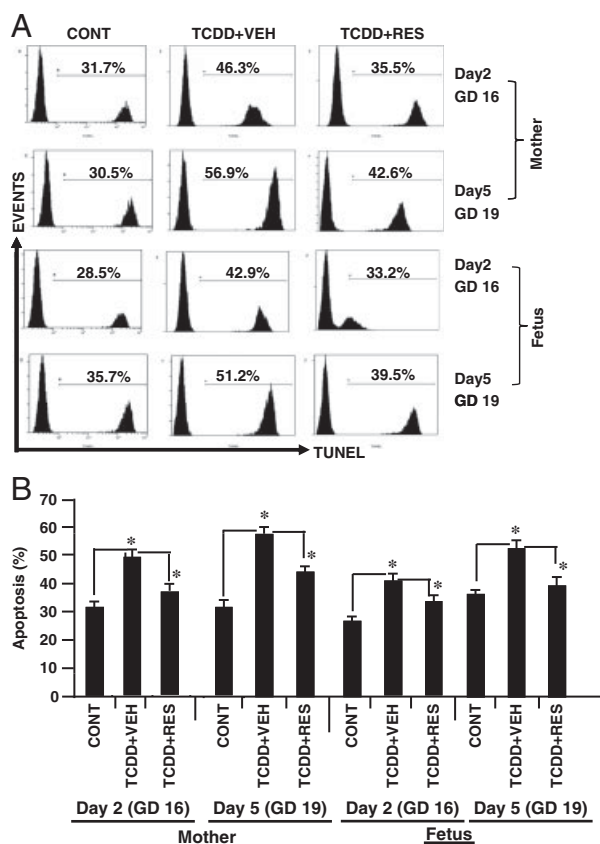 A
CONT TCDD+VEH TCDD+RES
31.7% 46.3% 35.5% Day2
GD 16
30.5% 56.9% 42.6% Day5
GD 19
Mother
28.5% 42.9% 33.2% Day2
GD 16
35.7% 51.2% 39.5% Day5
GD 19
Fetus
EVENTS
TUNEL
B
70
60
50
40
30
20
10
0
Apoptosis (%)
* * * * * * * *
CONT TCDD+VEH TCDD+RES CONT TCDD+VEH TCDD+RES CONT TCDD+VEH TCDD+RES CONT TCDD+VEH TCDD+RES
Day 2 (GD 16) Day 5 (GD 19) Day 2 (GD 16) Day 5 (GD 19)
Mother Fetus